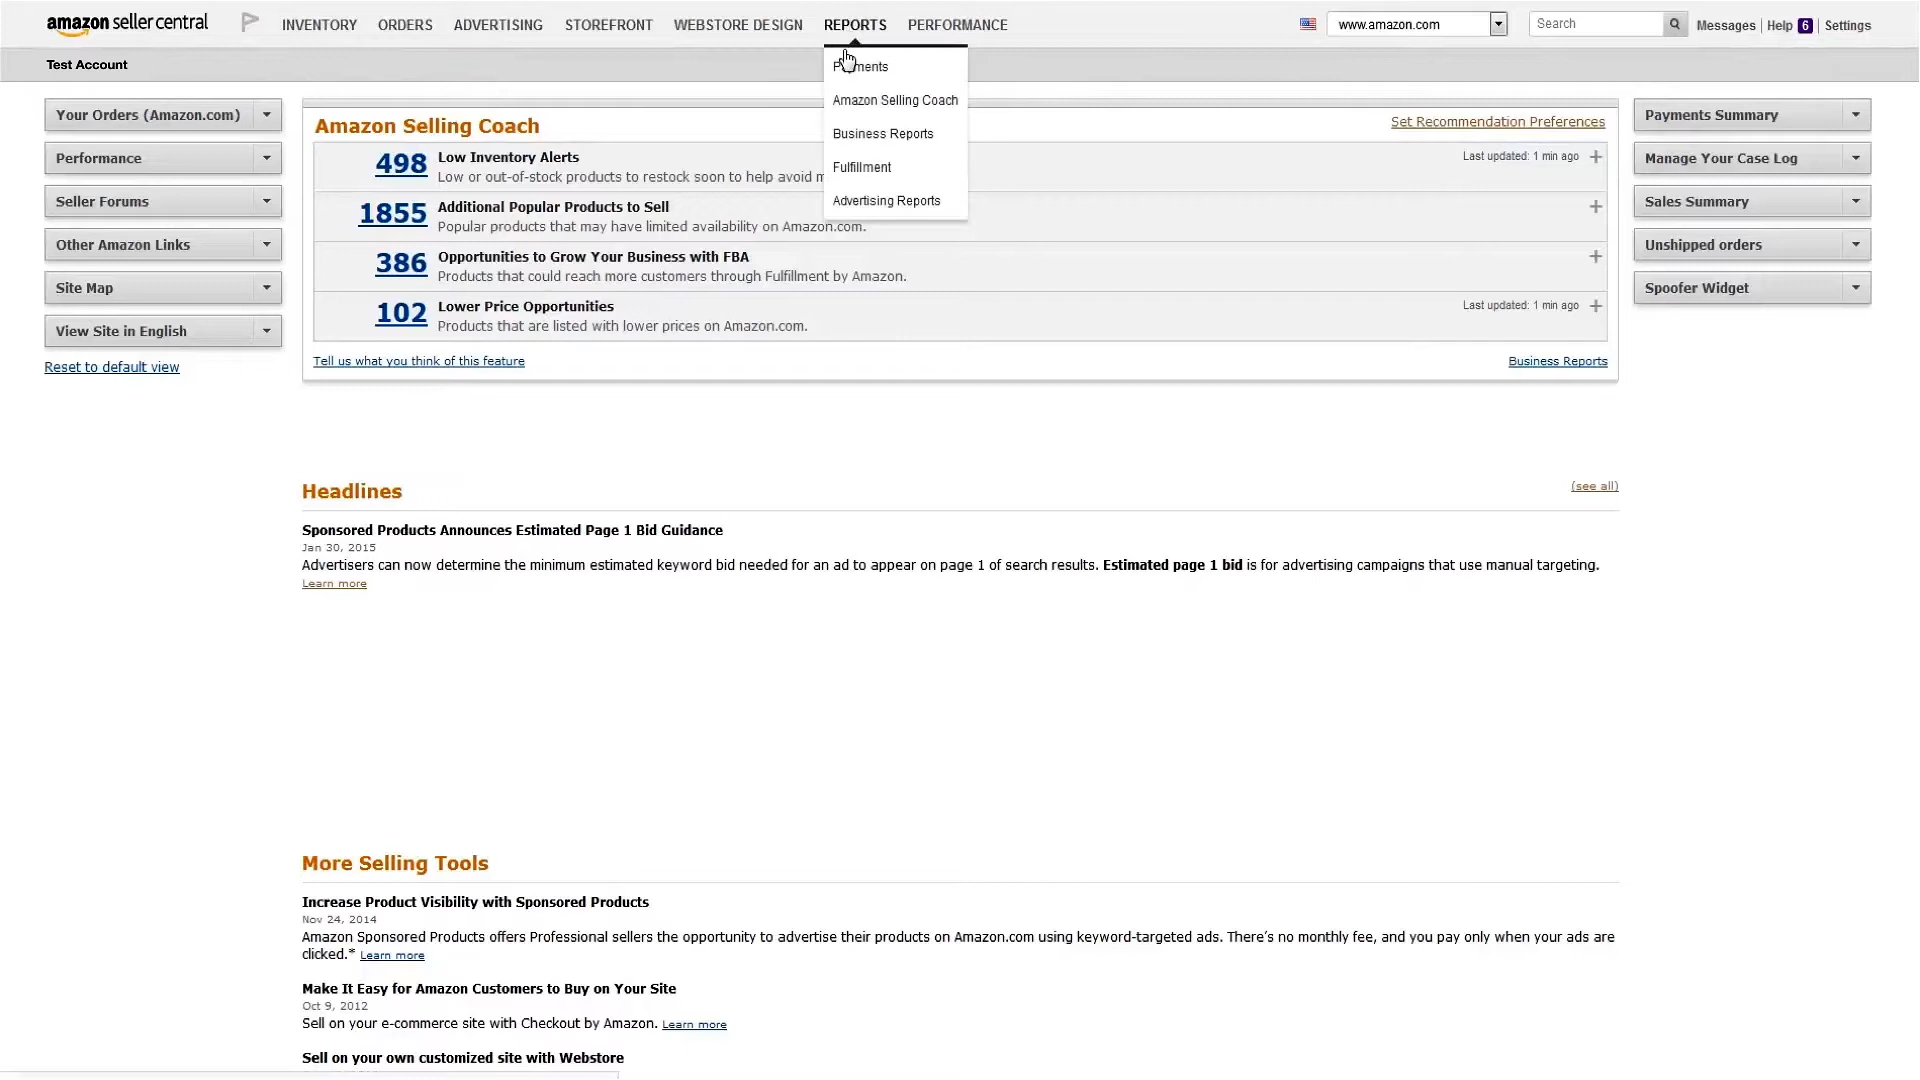 amazon seller central
INVENTORY ORDERS ADVERTISING STOREFRONT WEBSTORE DESIGN REPORTS PERFORMANCE
www.amazon.com
Search
Messages | Help 6 | Settings
Test Account
Payments
Amazon Selling Coach
Business Reports
Fulfillment
Advertising Reports
Your Orders (Amazon.com)
Performance
Seller Forums
Other Amazon Links
Site Map
View Site in English
Reset to default view
Amazon Selling Coach
Set Recommendation Preferences
498 Low Inventory Alerts
Last updated: 1 min ago
Low or out-of-stock products to restock soon to help avoid
1855 Additional Popular Products to Sell
Popular products that may have limited availability on Amazon.com.
386 Opportunities to Grow Your Business with FBA
Products that could reach more customers through Fulfillment by Amazon.
102 Lower Price Opportunities
Last updated: 1 min ago
Products that are listed with lower prices on Amazon.com.
Tell us what you think of this feature
Business Reports
Payments Summary
Manage Your Case Log
Sales Summary
Unshipped orders
Spoofer Widget
Headlines
(see all)
Sponsored Products Announces Estimated Page 1 Bid Guidance
Jan 30, 2015
Advertisers can now determine the minimum estimated keyword bid needed for an ad to appear on page 1 of search results. Estimated page 1 bid is for advertising campaigns that use manual targeting.
Learn more
More Selling Tools
Increase Product Visibility with Sponsored Products
Nov 24, 2014
Amazon Sponsored Products offers Professional sellers the opportunity to advertise their products on Amazon.com using keyword-targeted ads. There's no monthly fee, and you pay only when your ads are
clicked.* Learn more
Make It Easy for Amazon Customers to Buy on Your Site
Oct 9, 2012
Sell on your e-commerce site with Checkout by Amazon. Learn more
Sell on your own customized site with Webstore